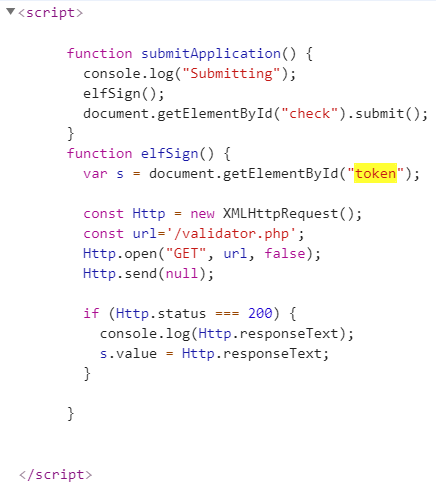 <script>
function submitApplication() {
console.log("Submitting");
elfSign();
document.getElementById("check").submit();
}
function elfSign() {
var s = document.getElementById("token");
const Http = new XMLHttpRequest();
const url='/validator.php';
Http.open("GET", url, false);
Http.send(null);
if (Http.status === 200) {
console.log(Http.responseText);
s.value = Http.responseText;
}
}
</script>